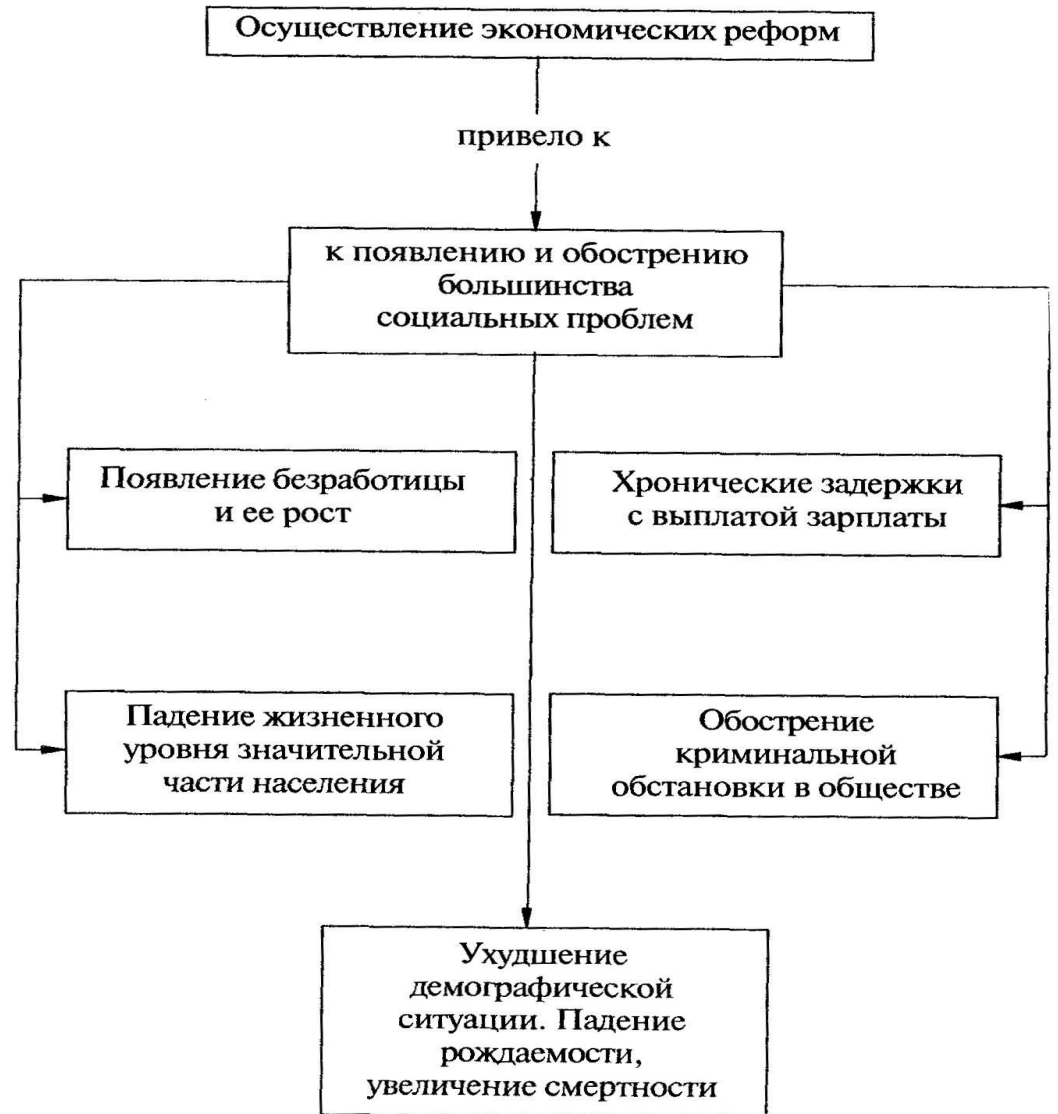 Осуществление экономических реформ
привело к
к появлению и обострению
большинства
социальных проблем
Появление безработицы
и ее рост
Хронические задержки
с выплатой зарплаты
Падение жизненного
уровня значительной
части населения
Обострение
криминальной
обстановки в обществе
Ухудшение
демографической
ситуации. Падение
рождаемости,
увеличение смертности